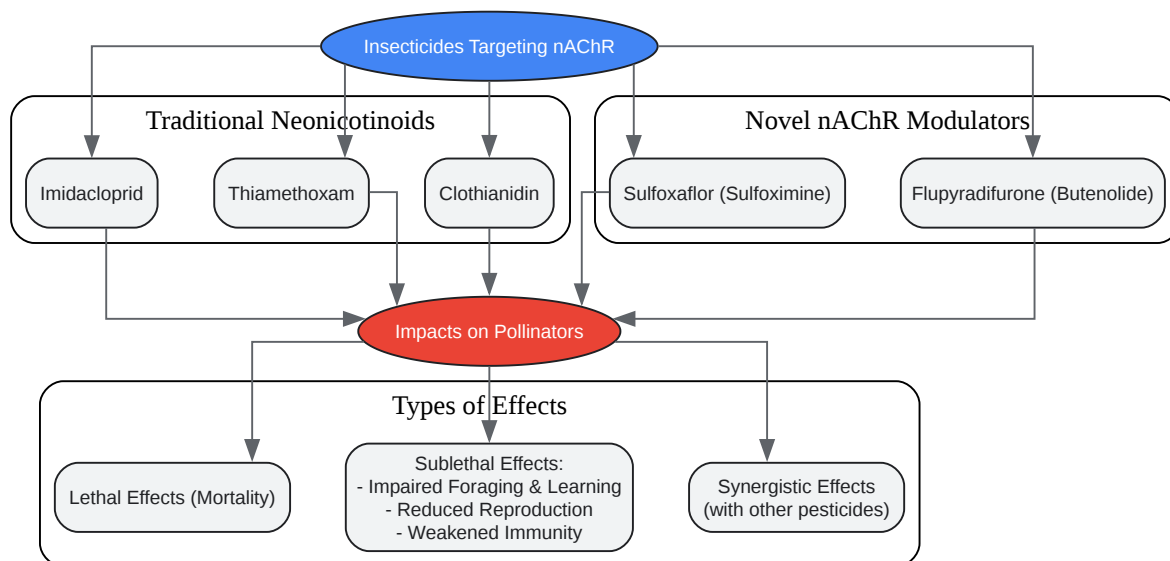 Insecticides Targeting nAChR
Traditional Neonicotinoids
Novel nAChR Modulators
Imidacloprid
Thiamethoxam
Clothianidin
Sulfoxaflor (Sulfoximine)
Flupyradifurone (Butenolide)
Impacts on Pollinators
Types of Effects
Lethal Effects (Mortality)
Sublethal Effects:
- Impaired Foraging & Learning
- Reduced Reproduction
- Weakened Immunity
Synergistic Effects
(with other pesticides)